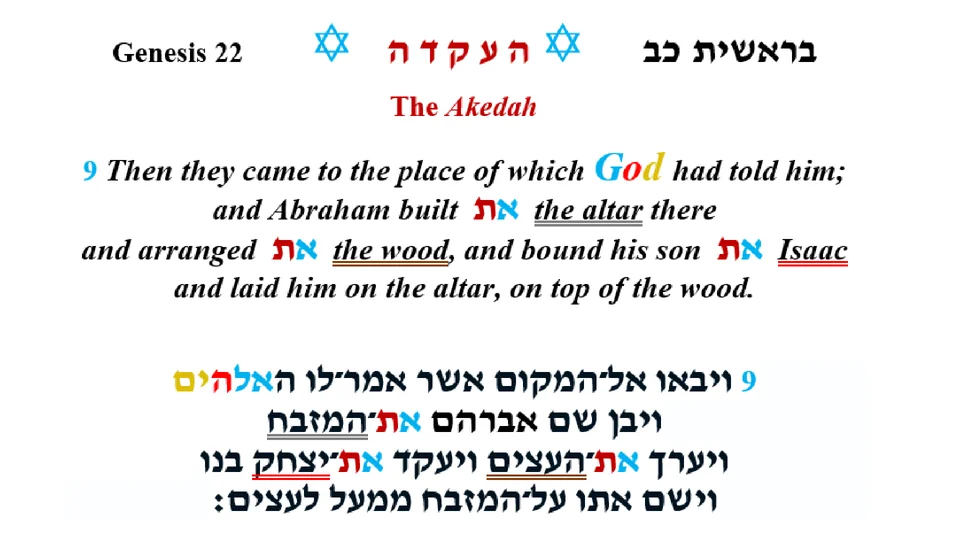 Genesis 22 ✡ ה ע ק ד ה ✡ בראשית כב
The Akedah
9 Then they came to the place of which God had told him;
and Abraham built את the altar there
and arranged את the wood, and bound his son את Isaac
and laid him on the altar, on top of the wood.
9 ויבאו אל־המקום אשר אמר־לו האלהים
ויבן שם אברהם את־המזבח
ויערך את־העצים ויעקד את־יצחק בנו
וישם אתו על־המזבח ממעל לעצים: